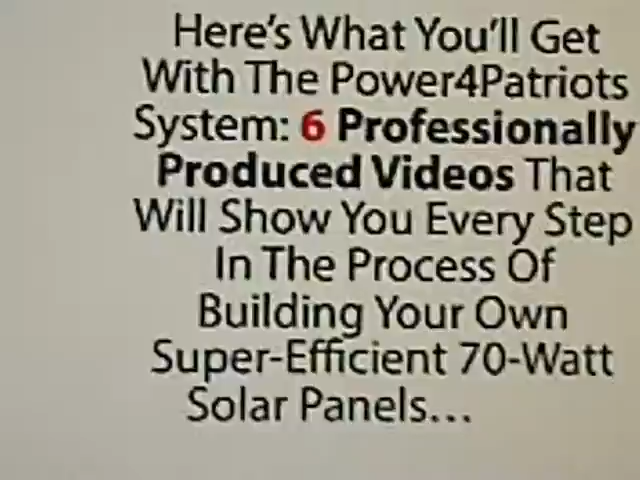 Here's What You'll Get
With The Power4Patriots
System: 6 Professionally
Produced Videos That
Will Show You Every Step
In The Process Of
Building Your Own
Super-Efficient 70-Watt
Solar Panels...